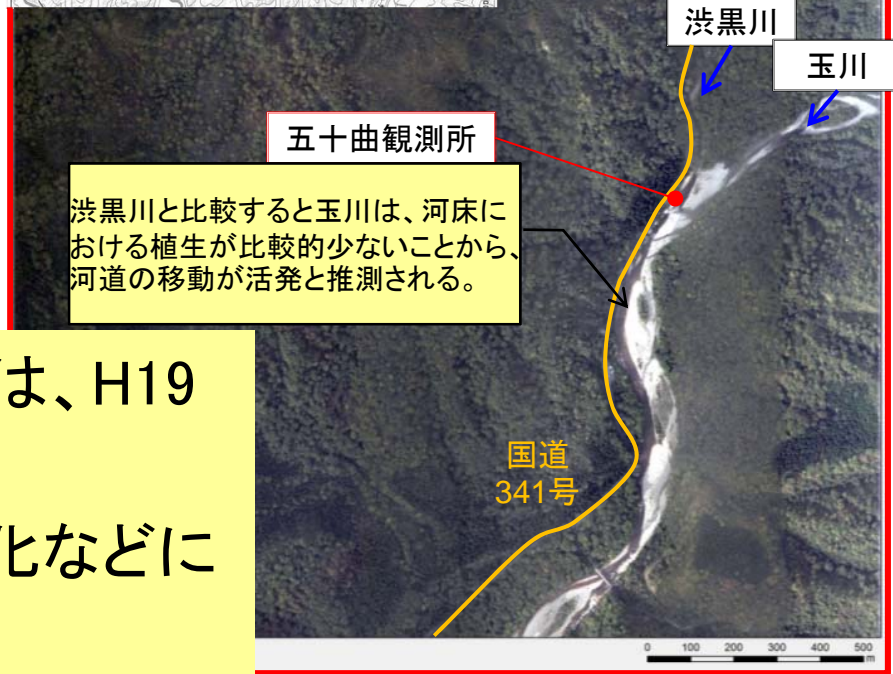 渋黒川
玉川
五十曲観測所
渋黒川と比較すると玉川は、河床に
おける植生が比較的少ないことから、
河道の移動が活発と推測される。
は、H19
化などに
国道
341号
0 100 200 300 400 500
m